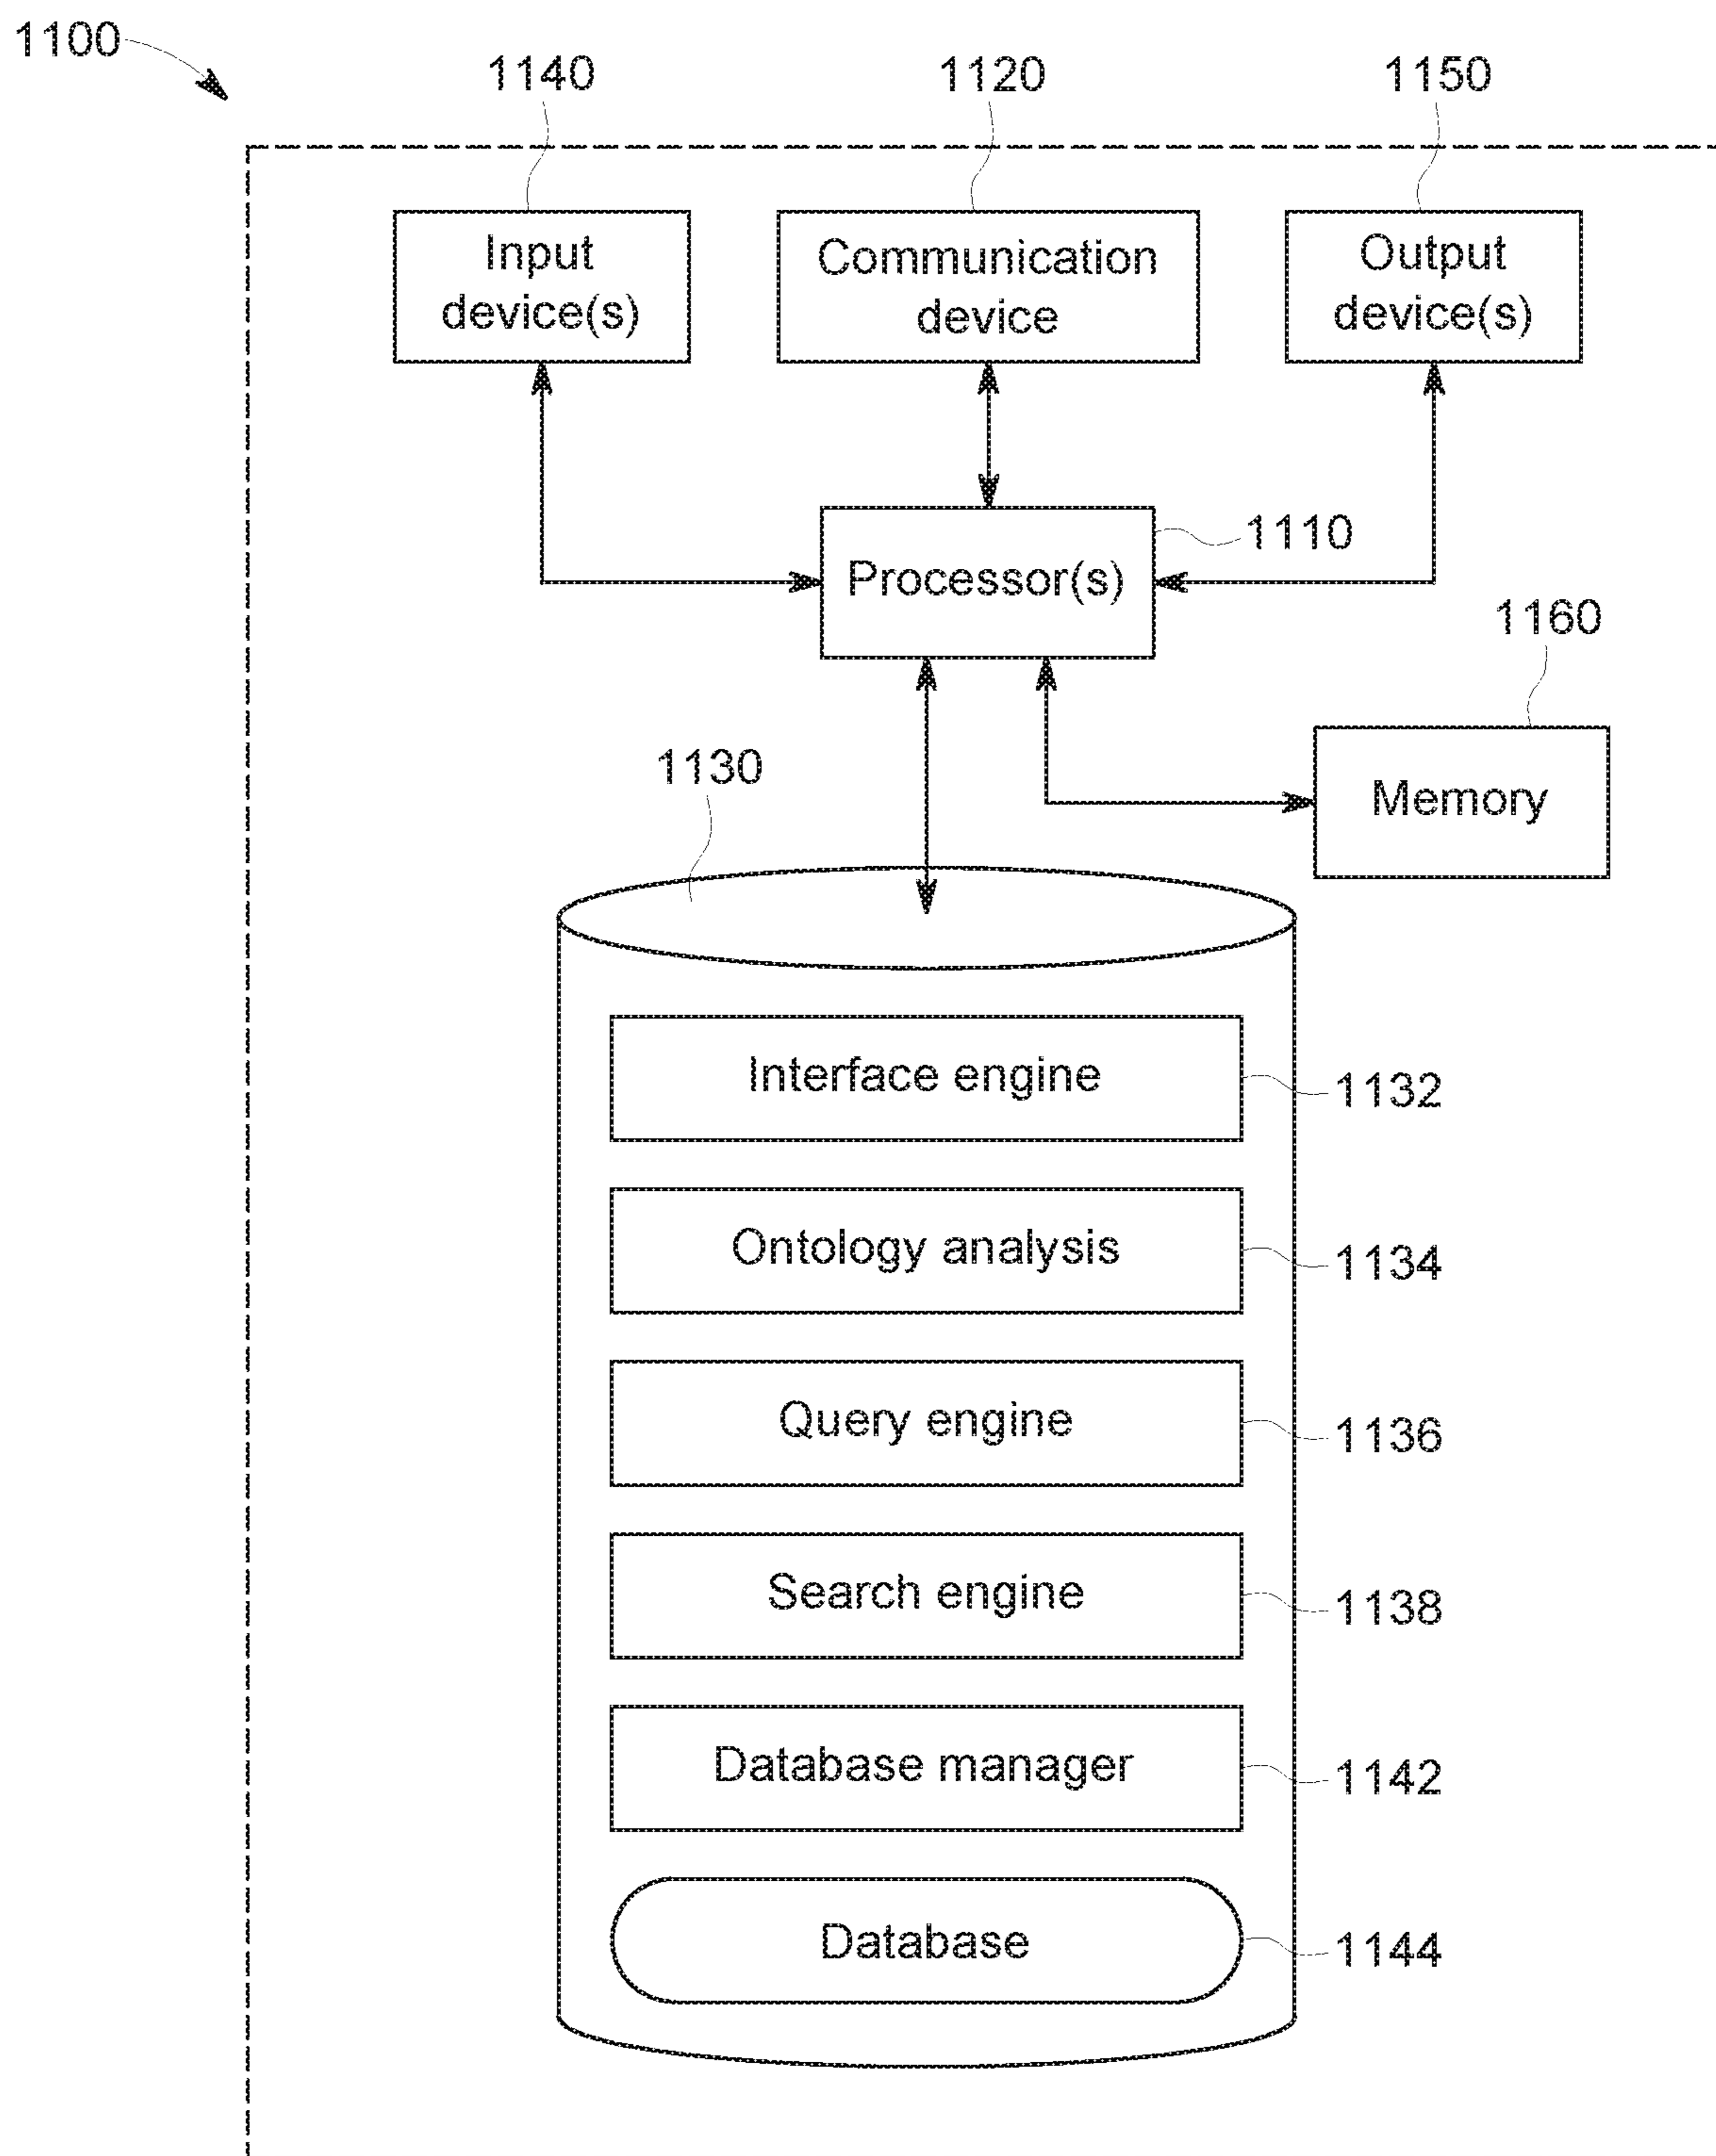 1100
1140
1120
1150
Input
device(s)
Communication
device
Output
device(s)
1110
Processor(s)
1160
1130
Memory
Interface engine
1132
Ontology analysis
1134
Query engine
1136
Search engine
1138
Database manager
1142
Database
1144